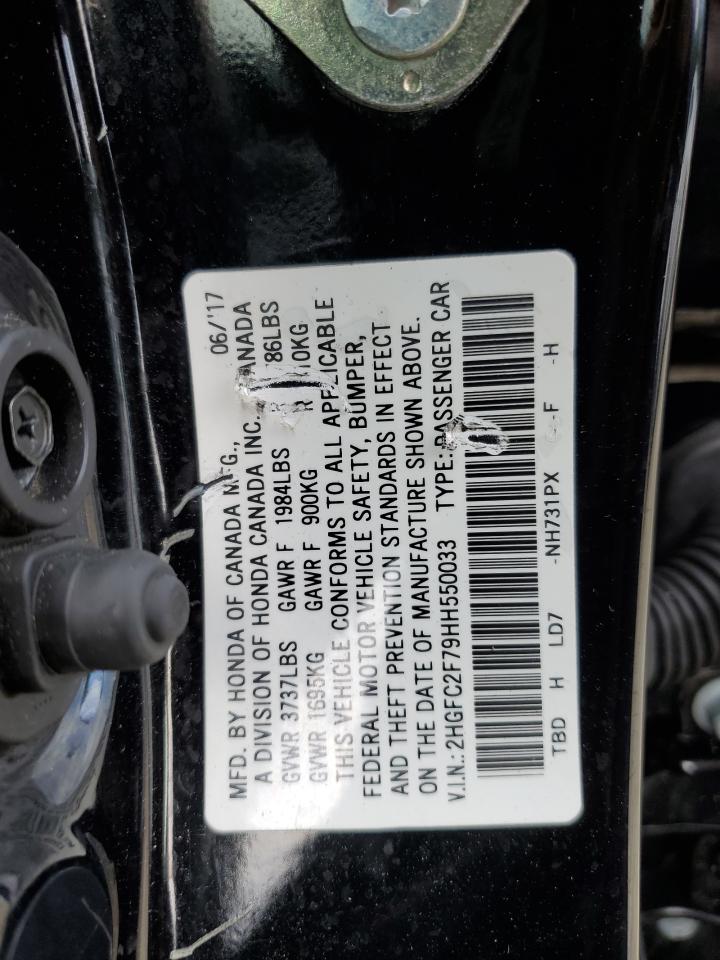 MFD. BY HONDA OF CANADA MFG., 06/'17
A DIVISION OF HONDA CANADA INC. CANADA
GVWR 3737LBS GAWR F 1984LBS 86LBS
GVWR 1695KG GAWR F 900KG 0KG
THIS VEHICLE CONFORMS TO ALL APPLICABLE
FEDERAL MOTOR VEHICLE SAFETY, BUMPER,
AND THEFT PREVENTION STANDARDS IN EFFECT
ON THE DATE OF MANUFACTURE SHOWN ABOVE.
V.I.N.:2HGFC2F79HH550033 TYPE: PASSENGER CAR
TBD H LD7 -NH731PX -F -H